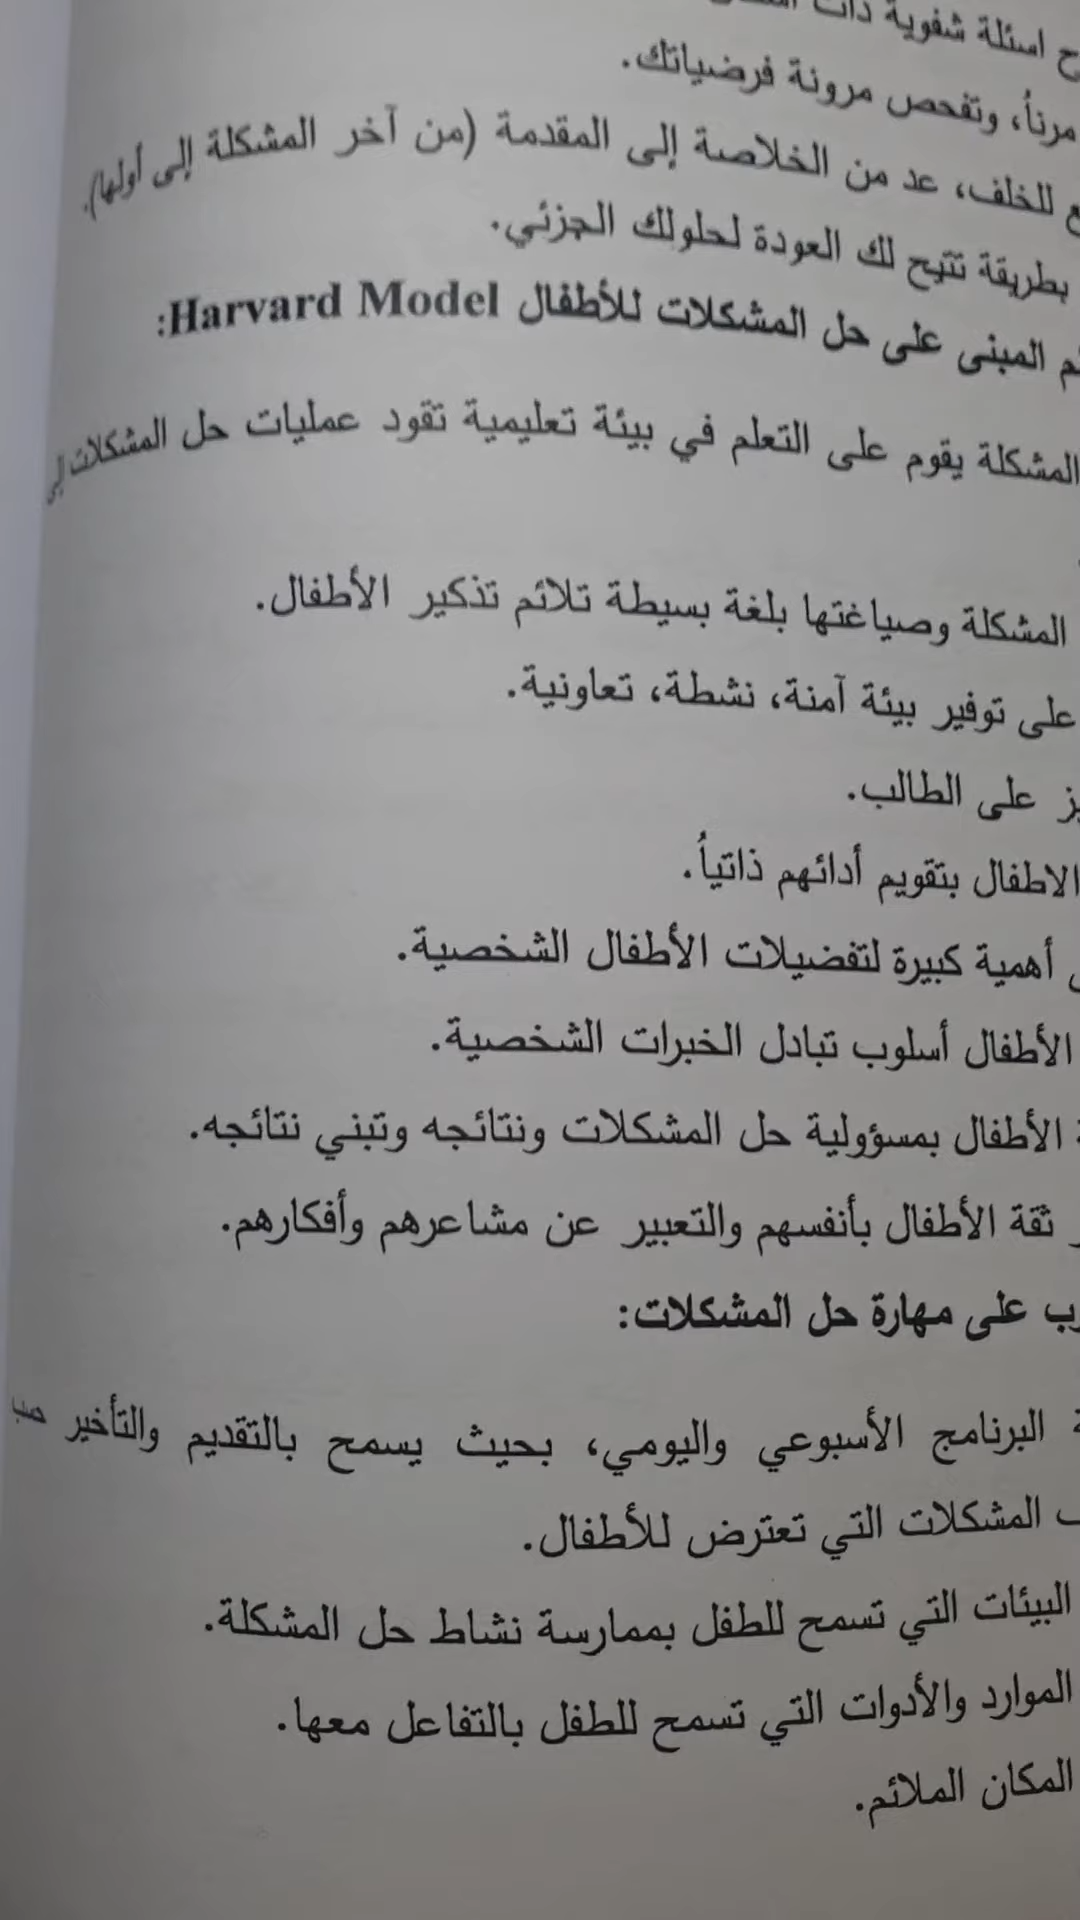 اسئلة شفوية ذات
مرناً، وتفحص مرونة فرضياتك.
للخلف، عد من الخلاصة إلى المقدمة (من آخر المشكلة إلى أولها).
بطريقة تتيح لك العودة لحلولك الجزئي.
المبنى على حل المشكلات للأطفال Harvard Model:
المشكلة يقوم على التعلم في بيئة تعليمية تقود عمليات حل المشكلات
المشكلة وصياغتها بلغة بسيطة تلائم تذكير الأطفال.
على توفير بيئة آمنة، نشطة، تعاونية.
على الطالب.
الاطفال بتقويم أدائهم ذاتياً.
أهمية كبيرة لتفضيلات الأطفال الشخصية.
الأطفال أسلوب تبادل الخبرات الشخصية.
الأطفال بمسؤولية حل المشكلات ونتائجه وتبني نتائجه.
ثقة الأطفال بأنفسهم والتعبير عن مشاعرهم وأفكارهم.
على مهارة حل المشكلات:
البرنامج الأسبوعي واليومي، بحيث يسمح بالتقديم والتأخير
المشكلات التي تعترض للأطفال.
البيئات التي تسمح للطفل بممارسة نشاط حل المشكلة.
الموارد والأدوات التي تسمح للطفل بالتفاعل معها.
المكان الملائم.